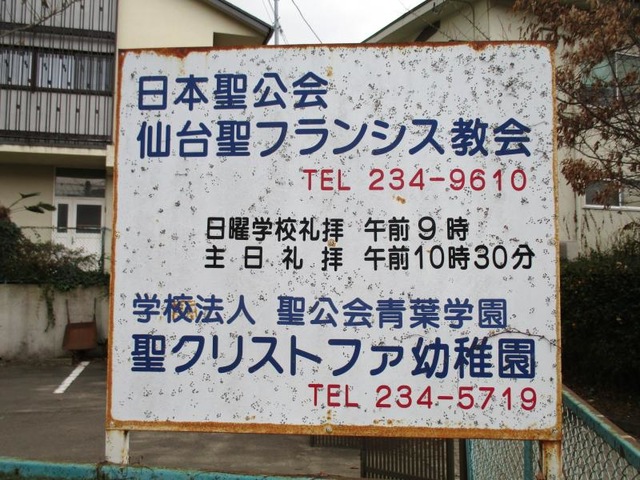 日本聖公会
仙台聖フランシス教会
TEL 234-9610
日曜学校礼拝 午前9時
主日礼拝 午前10時30分
学校法人 聖公会青葉学園
聖クリストファ幼稚園
TEL 234-5719